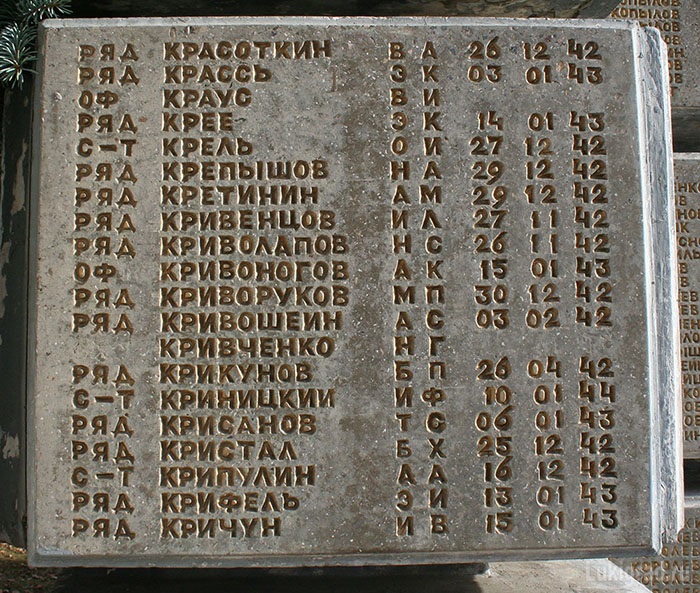 РЯД КРАСОТКИН В А 26 12 42
РЯД КРАССЬ Э К 03 01 43
ОФ КРАУС В И
РЯД КРЕЕ Э К 14 01 43
С-Т КРЕЛЬ О И 27 12 42
РЯД КРЕПЫШОВ Н А 29 12 42
РЯД КРЕТИНИН А М 29 12 42
РЯД КРИВЕНЦОВ И Л 27 11 42
РЯД КРИВОЛАПОВ Н С 26 11 42
ОФ КРИВОНОГОВ А К 15 01 43
РЯД КРИВОРУКОВ М П 30 12 42
РЯД КРИВОШЕИН А С 03 02 42
КРИВЧЕНКО Н Г
РЯД КРИКУНОВ Б П 26 04 42
С-Т КРИНИЦКИЙ И Ф 10 01 44
РЯД КРИСАНОВ Т С 06 01 43
РЯД КРИСТАЛ Б Х 25 12 42
С-Т КРИПУЛИН А А 16 12 42
РЯД КРИФЕЛЬ Э И 13 01 43
РЯД КРИЧУН И В 15 01 43
КОПЫЛОВ